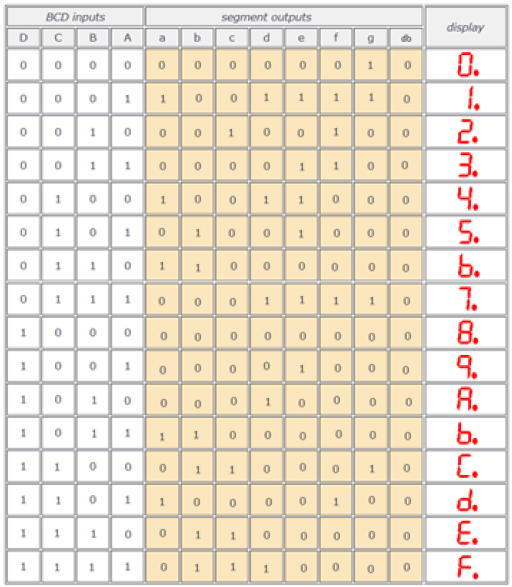 BCD inputs segment outputs display
D C B A a b c d e f g db
0 0 0 0 0 0 0 0 0 0 1 0 0.
0 0 0 1 1 0 0 1 1 1 1 0 1.
0 0 1 0 0 0 1 0 0 1 0 0 2.
0 0 1 1 0 0 0 0 1 1 0 0 3.
0 1 0 0 1 0 0 1 1 0 0 0 4.
0 1 0 1 0 1 0 0 1 0 0 0 5.
0 1 1 0 1 1 0 0 0 0 0 0 b.
0 1 1 1 0 0 0 1 1 1 1 0 7.
1 0 0 0 0 0 0 0 0 0 0 0 8.
1 0 0 1 0 0 0 0 1 0 0 0 9.
1 0 1 0 0 0 0 1 0 0 0 0 A.
1 0 1 1 1 1 0 0 0 0 0 0 b.
1 1 0 0 0 1 1 0 0 0 1 0 C.
1 1 0 1 1 0 0 0 0 1 0 0 d.
1 1 1 0 0 1 1 0 0 0 0 0 E.
1 1 1 1 0 1 1 1 0 0 0 0 F.